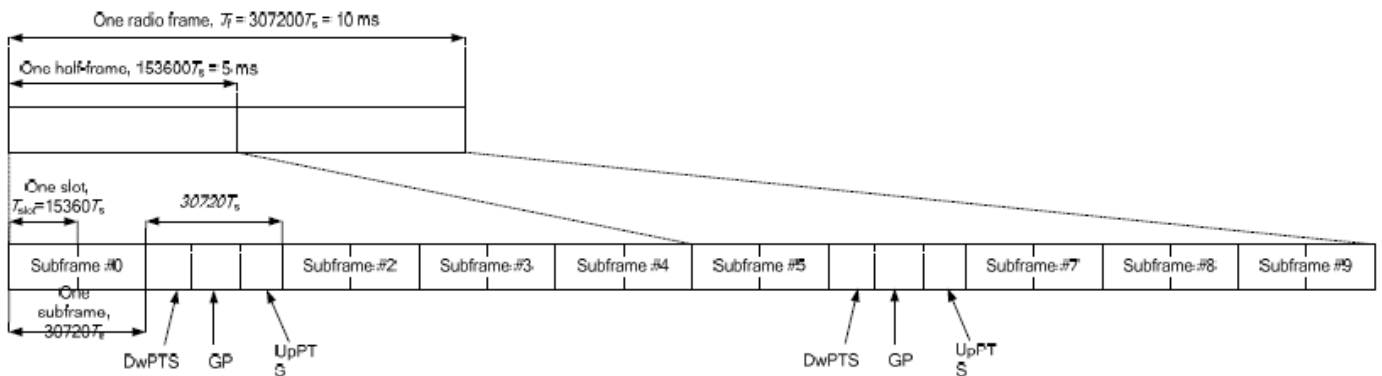 One radio frame, Tf = 307200Ts = 10 ms
One half-frame, 153600Ts = 5 ms
One slot,
Tslot=15360Ts
30720Ts
Subframe #0
Subframe #2
Subframe #3
Subframe #4
Subframe #5
Subframe #7
Subframe #8
Subframe #9
One
subframe,
30720Ts
DwPTS
GP
UpPT
S
DwPTS
GP
UpPT
S